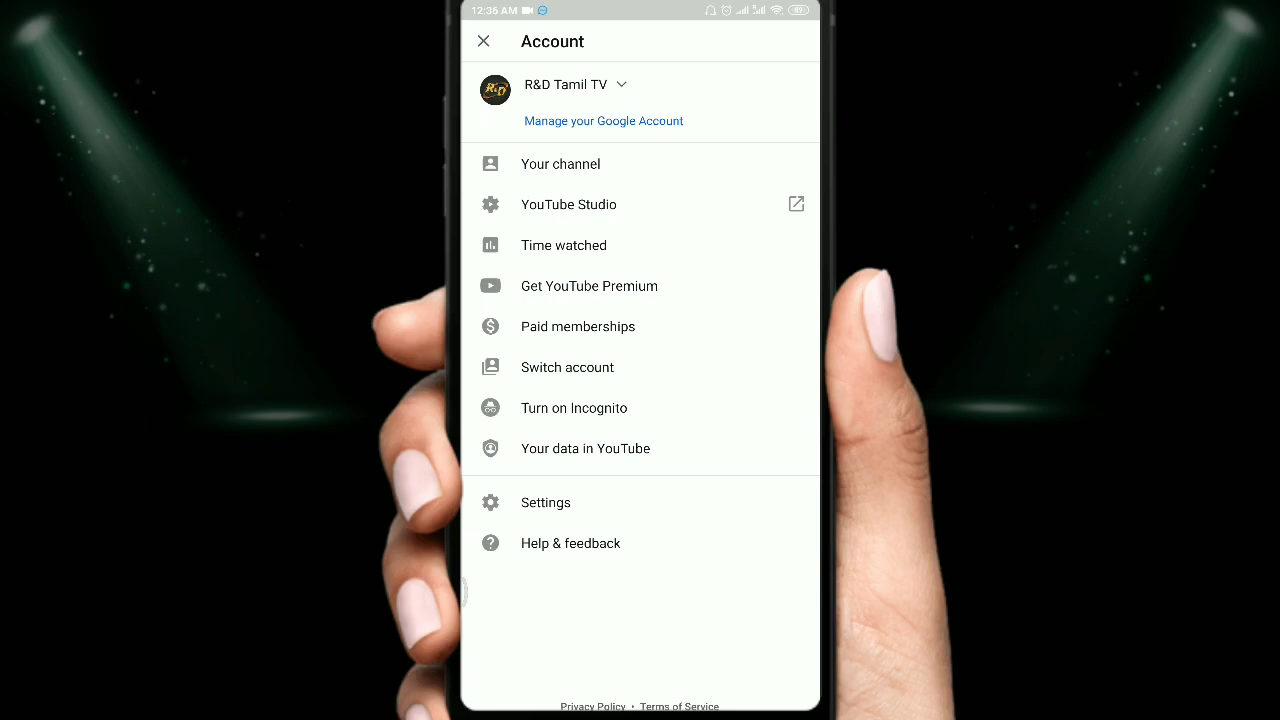 12:36 AM 89
Account
R&D
R&D Tamil TV
Manage your Google Account
Your channel
YouTube Studio
Time watched
Get YouTube Premium
Paid memberships
Switch account
Turn on Incognito
Your data in YouTube
Settings
Help & feedback
Privacy Policy • Terms of Service